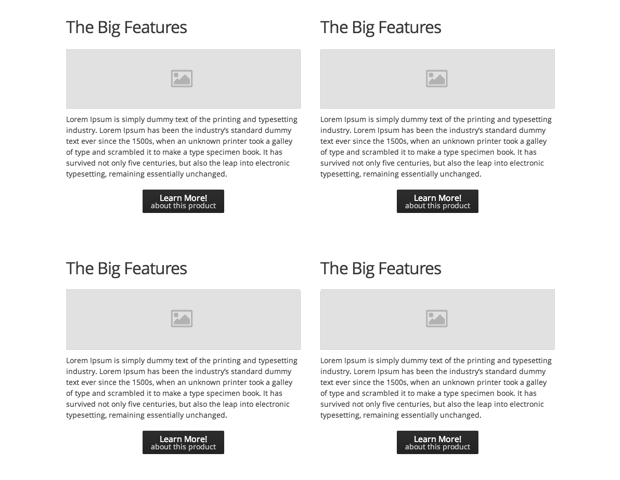 The Big Features
Lorem Ipsum is simply dummy text of the printing and typesetting
industry. Lorem Ipsum has been the industry's standard dummy
text ever since the 1500s, when an unknown printer took a galley
of type and scrambled it to make a type specimen book. It has
survived not only five centuries, but also the leap into electronic
typesetting, remaining essentially unchanged.
Learn More!
about this product
The Big Features
Lorem Ipsum is simply dummy text of the printing and typesetting
industry. Lorem Ipsum has been the industry's standard dummy
text ever since the 1500s, when an unknown printer took a galley
of type and scrambled it to make a type specimen book. It has
survived not only five centuries, but also the leap into electronic
typesetting, remaining essentially unchanged.
Learn More!
about this product
The Big Features
Lorem Ipsum is simply dummy text of the printing and typesetting
industry. Lorem Ipsum has been the industry's standard dummy
text ever since the 1500s, when an unknown printer took a galley
of type and scrambled it to make a type specimen book. It has
survived not only five centuries, but also the leap into electronic
typesetting, remaining essentially unchanged.
Learn More!
about this product
The Big Features
Lorem Ipsum is simply dummy text of the printing and typesetting
industry. Lorem Ipsum has been the industry's standard dummy
text ever since the 1500s, when an unknown printer took a galley
of type and scrambled it to make a type specimen book. It has
survived not only five centuries, but also the leap into electronic
typesetting, remaining essentially unchanged.
Learn More!
about this product